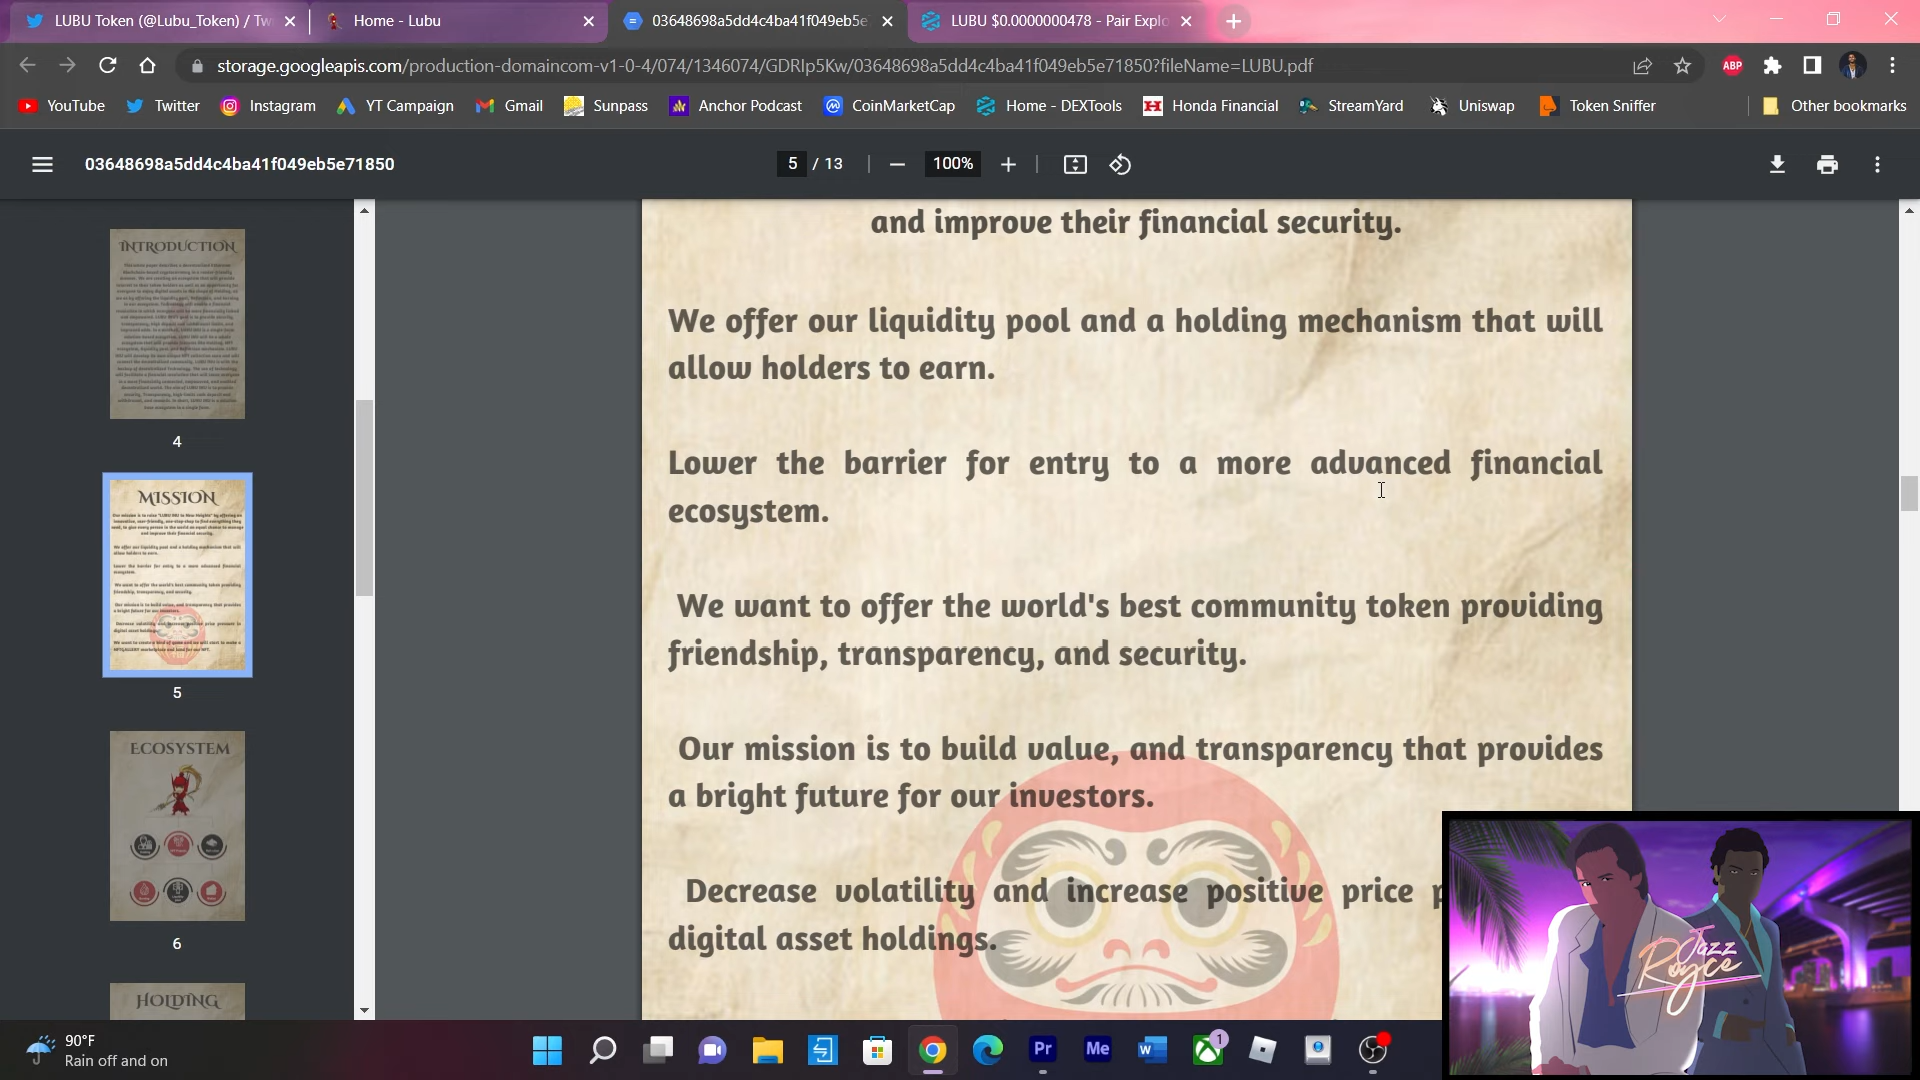 LUBU Token (@Lubu_Token) / Tw
Home - Lubu
03648698a5dd4c4ba41f049eb5e
LUBU $0.0000000478 - Pair Explo
storage.googleapis.com/production-domaincom-v1-0-4/074/1346074/GDRIp5Kw/03648698a5dd4c4ba41f049eb5e71850?fileName=LUBU.pdf
ABP
YouTube
Twitter
Instagram
YT Campaign
Gmail
Sunpass
Anchor Podcast
CoinMarketCap
Home - DEXTools
Honda Financial
StreamYard
Uniswap
Token Sniffer
Other bookmarks
03648698a5dd4c4ba41f049eb5e71850
5 / 13
100%
INTRODUCTION
4
MISSION
5
ECOSYSTEM
6
HOLDING
and improve their financial security.
We offer our liquidity pool and a holding mechanism that will
allow holders to earn.
Lower the barrier for entry to a more advanced financial
ecosystem.
We want to offer the world's best community token providing
friendship, transparency, and security.
Our mission is to build value, and transparency that provides
a bright future for our investors.
Decrease volatility and increase positive price p
digital asset holdings.
Jazz
Royce
90°F
Rain off and on
Pr
Me
W
1